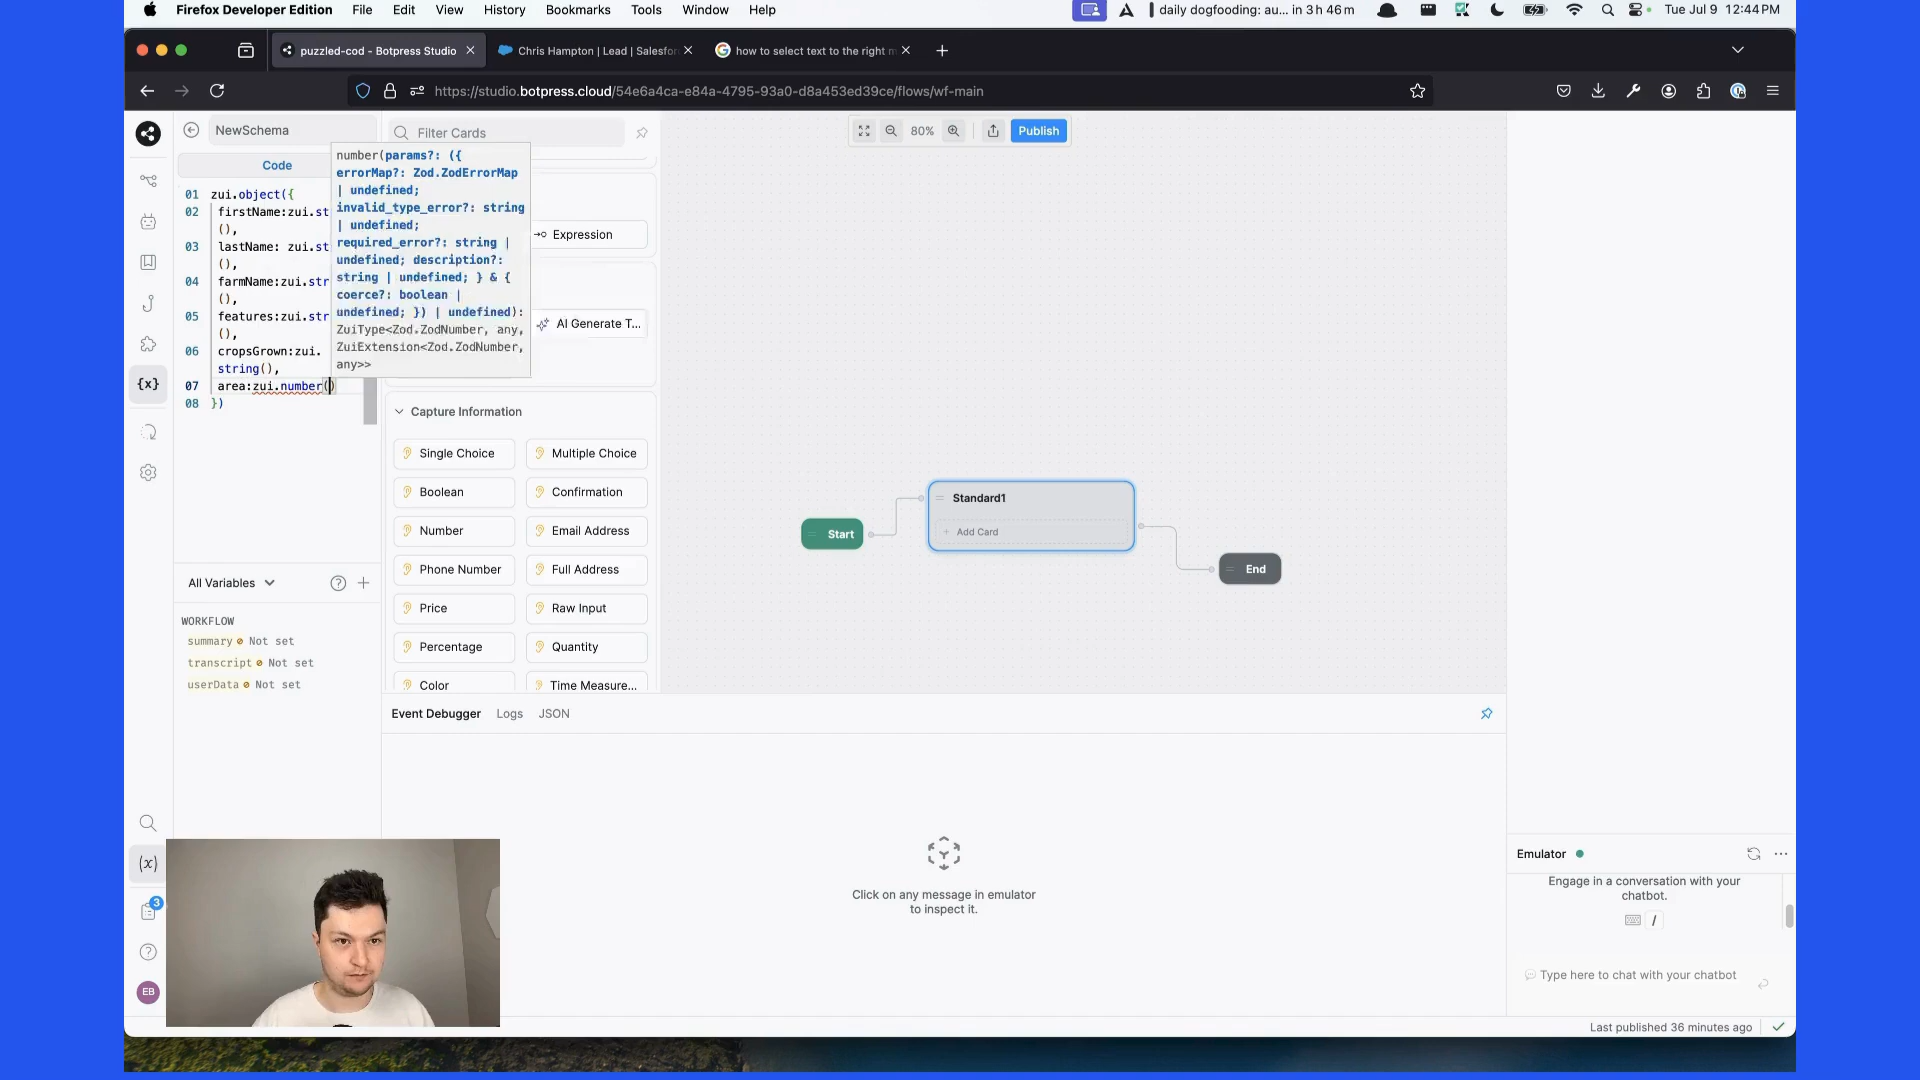 Firefox Developer Edition File Edit View History Bookmarks Tools Window Help
daily dogfooding: au... in 3 h 46 m
Tue Jul 9 12:44 PM
puzzled-cod - Botpress Studio
Chris Hampton | Lead | Salesfor
how to select text to the right m
https://studio.botpress.cloud/54e6a4ca-e84a-4795-93a0-d8a453ed39ce/flows/wf-main
NewSchema
Filter Cards
80%
Publish
Code
number(params?: ({
errorMap?: Zod.ZodErrorMap
| undefined;
invalid_type_error?: string
| undefined;
required_error?: string |
undefined; description?:
string | undefined; } & {
coerce?: boolean |
undefined; }) | undefined):
ZuiType<Zod.ZodNumber, any,
ZuiExtension<Zod.ZodNumber,
any>>
01 zui.object({
02 firstName:zui.st
(),
03 lastName: zui.st
(),
04 farmName:zui.str
(),
05 features:zui.str
(),
06 cropsGrown:zui.
string(),
07 area:zui.number()
08 })
Expression
AI Generate T...
Capture Information
Single Choice
Multiple Choice
Boolean
Confirmation
Number
Email Address
Phone Number
Full Address
Price
Raw Input
Percentage
Quantity
Color
Time Measure...
Start
Standard1
+ Add Card
End
{x}
All Variables
WORKFLOW
summary Not set
transcript Not set
userData Not set
Event Debugger Logs JSON
Click on any message in emulator
to inspect it.
(x)
3
EB
Emulator
Engage in a conversation with your
chatbot.
/
Type here to chat with your chatbot
Last published 36 minutes ago